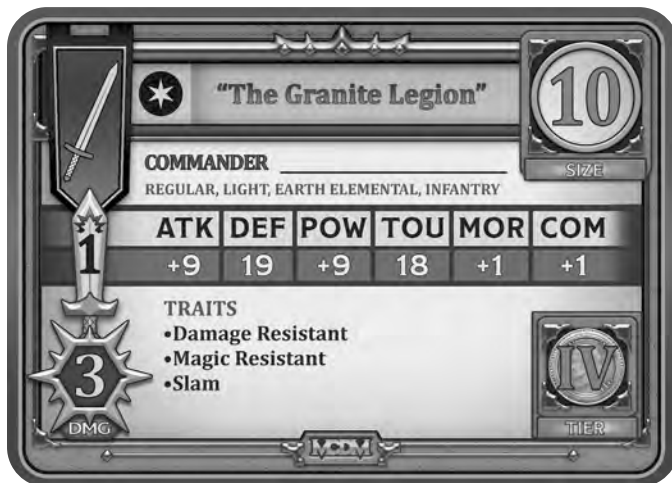 "The Granite Legion"
10
SIZE
COMMANDER
REGULAR, LIGHT, EARTH ELEMENTAL, INFANTRY
ATK DEF POW TOU MOR COM
1
+9 19 +9 18 +1 +1
TRAITS
•Damage Resistant
•Magic Resistant
•Slam
3
DMG
IV
TIER
MCDM